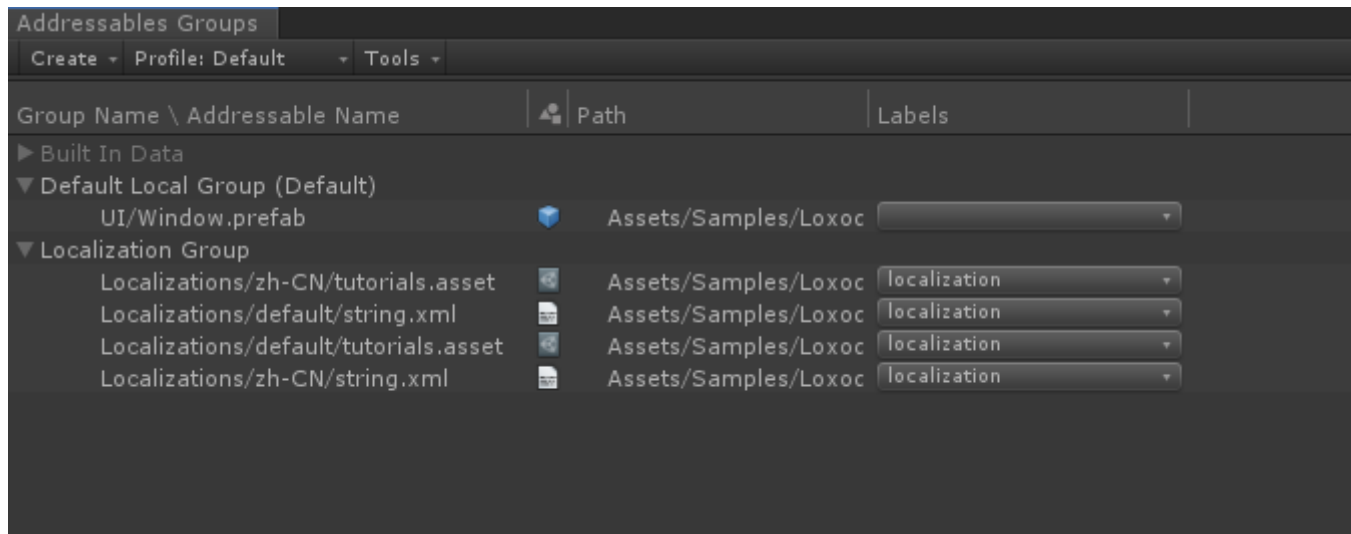 Addressables Groups
Create Profile: Default Tools
Group Name \ Addressable Name Path Labels
Built In Data
Default Local Group (Default)
UI/Window.prefab Assets/Samples/Loxoc
Localization Group
Localizations/zh-CN/tutorials.asset Assets/Samples/Loxoc localization
Localizations/default/string.xml Assets/Samples/Loxoc localization
Localizations/default/tutorials.asset Assets/Samples/Loxoc localization
Localizations/zh-CN/string.xml Assets/Samples/Loxoc localization